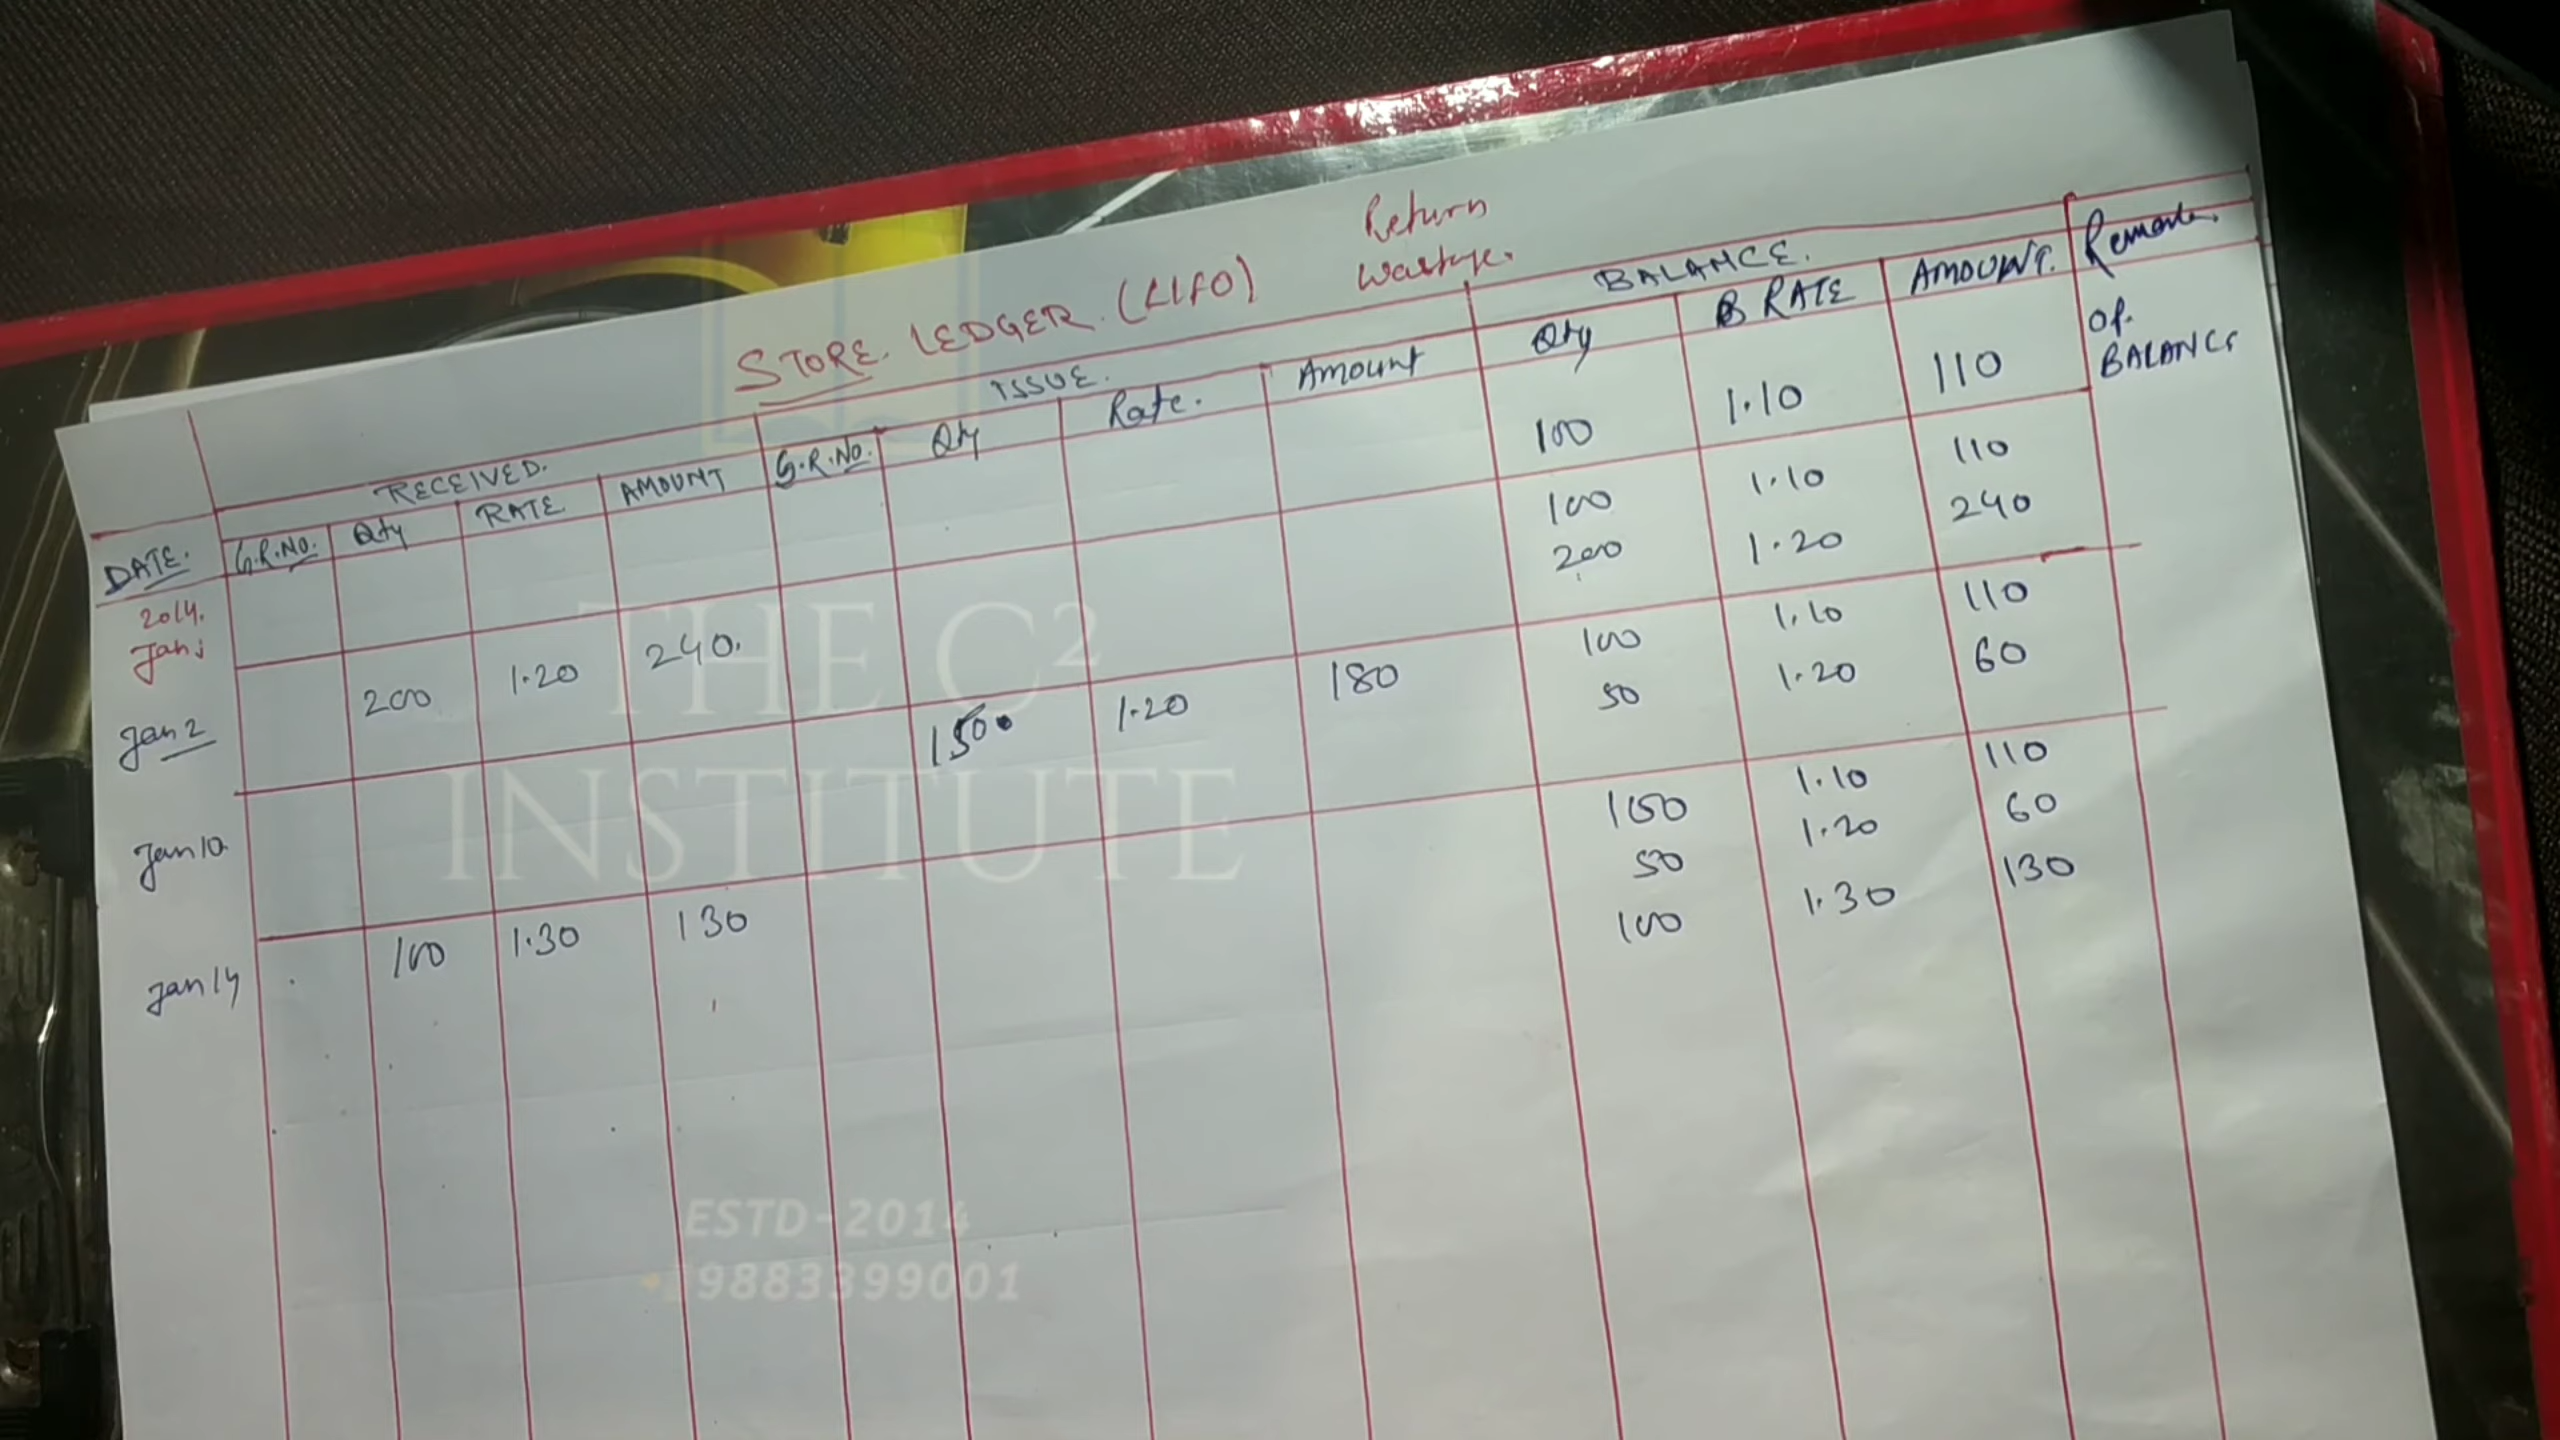 Return
Wastage.
STORE. LEDGER. (LIFO)
RECEIVED. ISSUE. BALANCE. Remark
DATE. G.R.NO. Qty RATE AMOUNT G.R.NO. Qty Rate. Amount Qty B RATE AMOUNT. OF.
BALANCE
2014.
Jan 1 100 1.10 110
Jan 2 200 1.20 240. 100 1.10 110
200 1.20 240
Jan 10 150 1.20 180 100 1.10 110
50 1.20 60
Jan 14 100 1.30 130 100 1.10 110
50 1.20 60
100 1.30 130
THE C²
INSTITUTE
ESTD-2014
9883399001